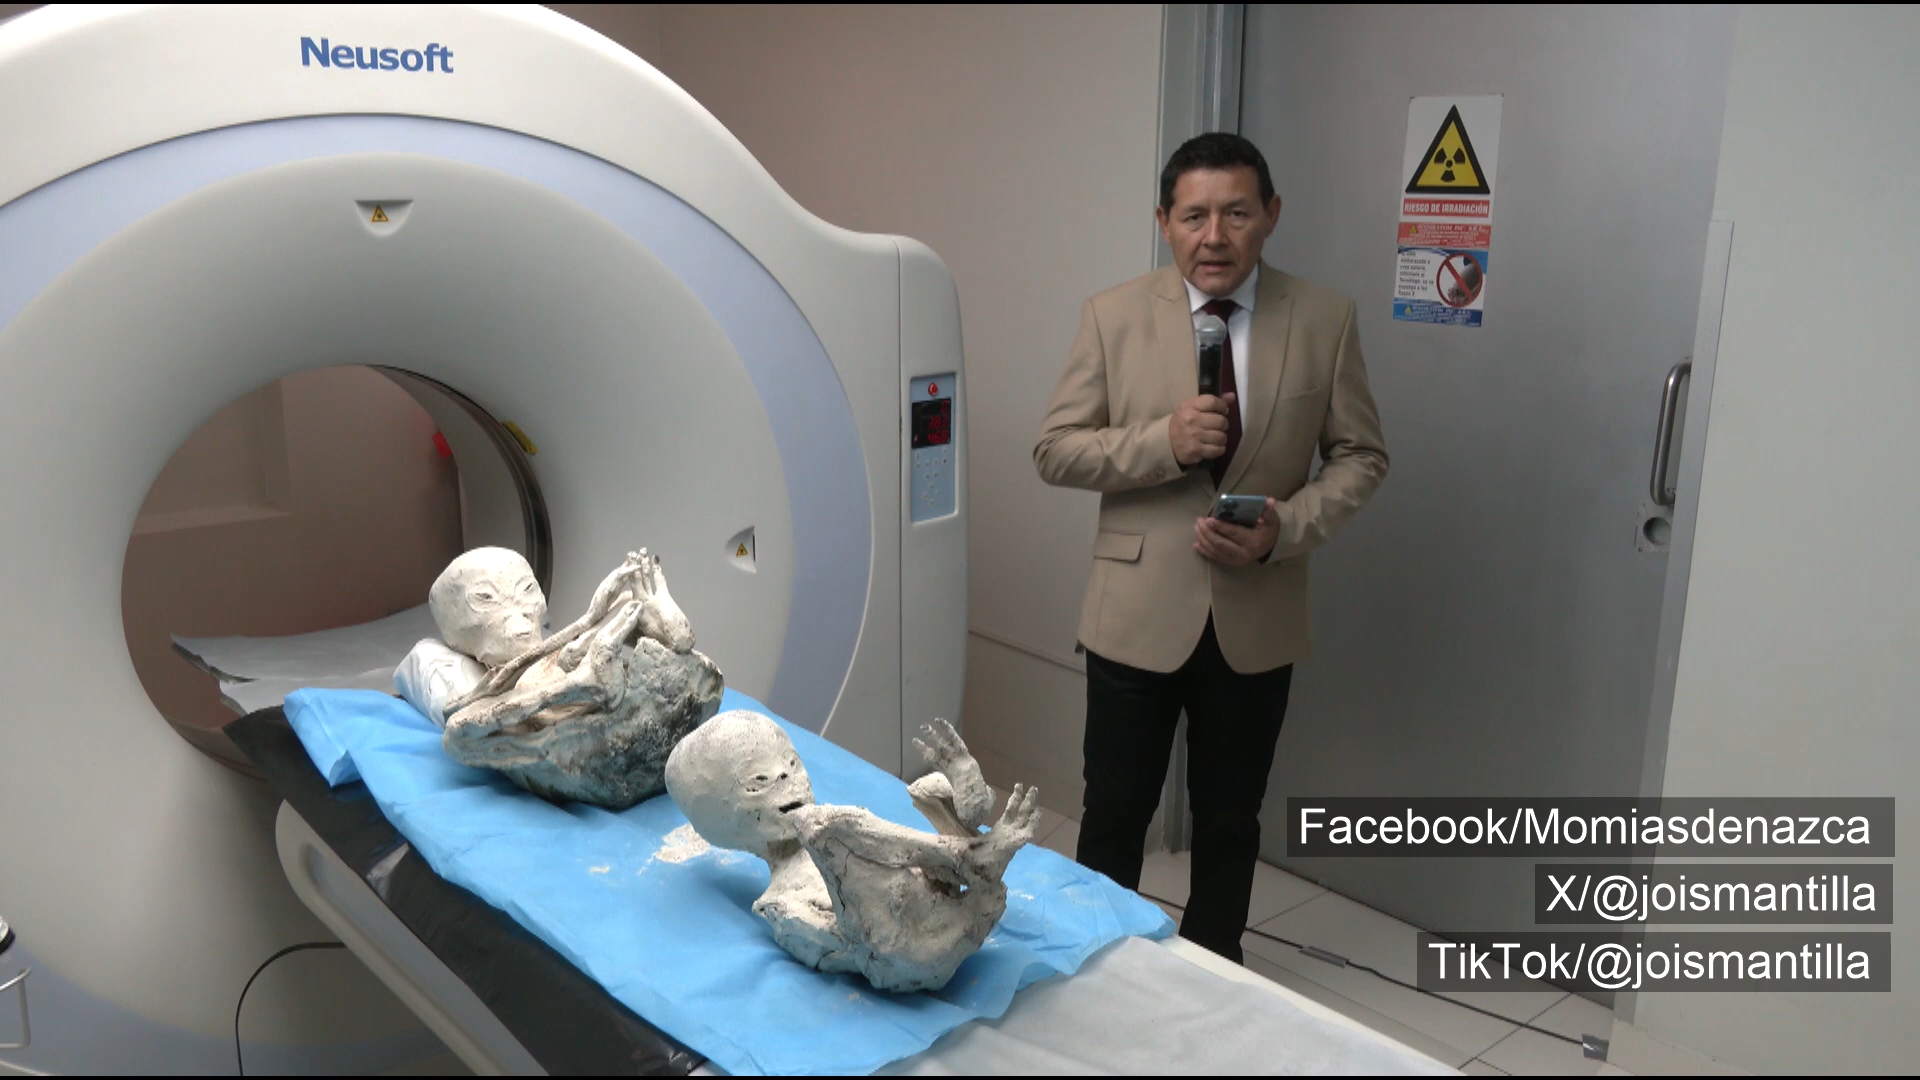 Neusoft
RIESGO DE IRRADIACIÓN
Facebook/Momiasdenazca
X/@joismantilla
TikTok/@joismantilla